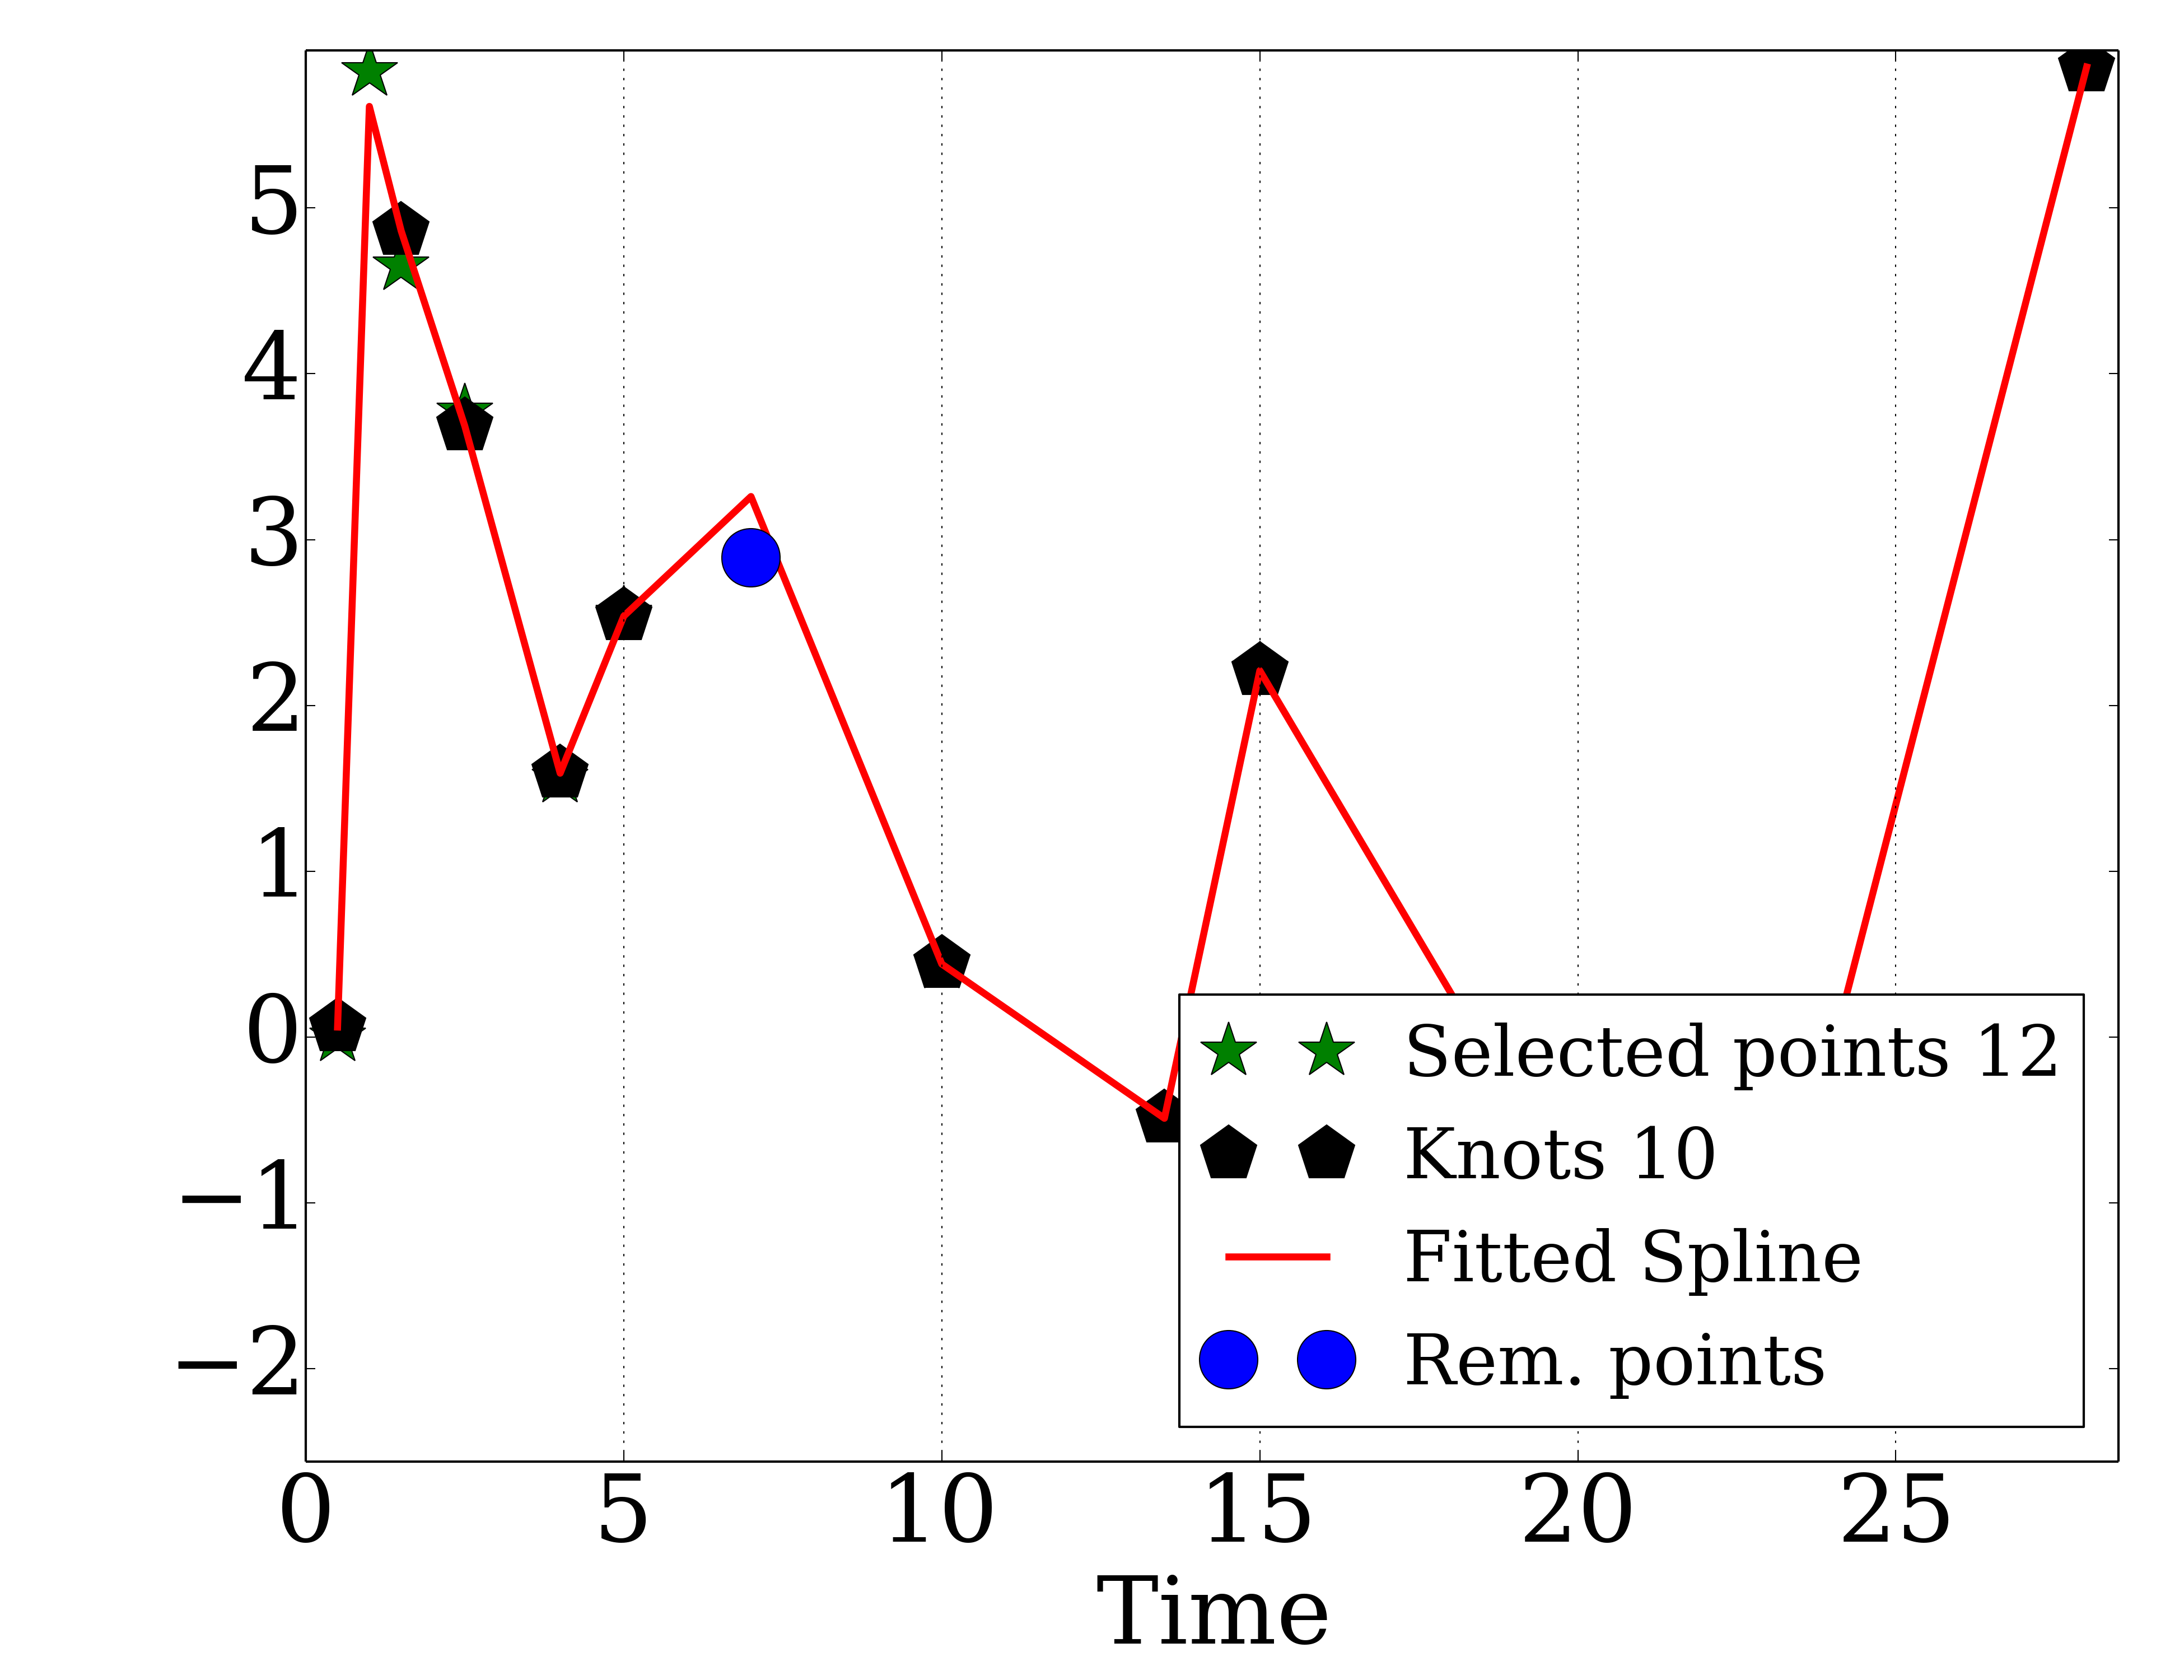 5
4
3
2
1
0
−1
−2
0 5 10 15 20 25
Time
Selected points 12
Knots 10
Fitted Spline
Rem. points